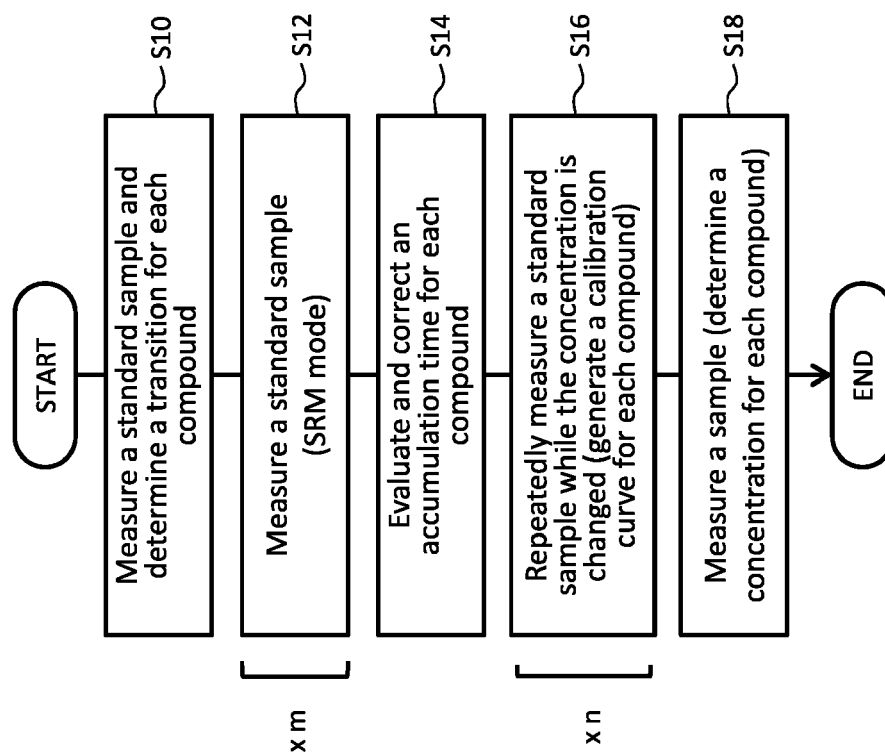 START
Measure a standard sample and
determine a transition for each
compound
S10
Measure a standard sample
(SRM mode)
S12
x m
Evaluate and correct an
accumulation time for each
compound
S14
Repeatedly measure a standard
sample while the concentration is
changed (generate a calibration
curve for each compound)
S16
x n
Measure a sample (determine a
concentration for each compound)
S18
END